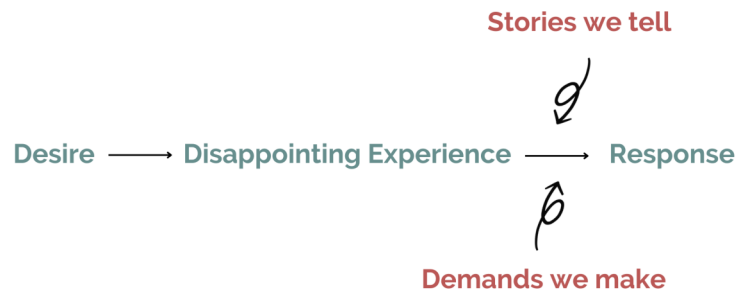 Stories we tell
Desire Disappointing Experience Response
Demands we make